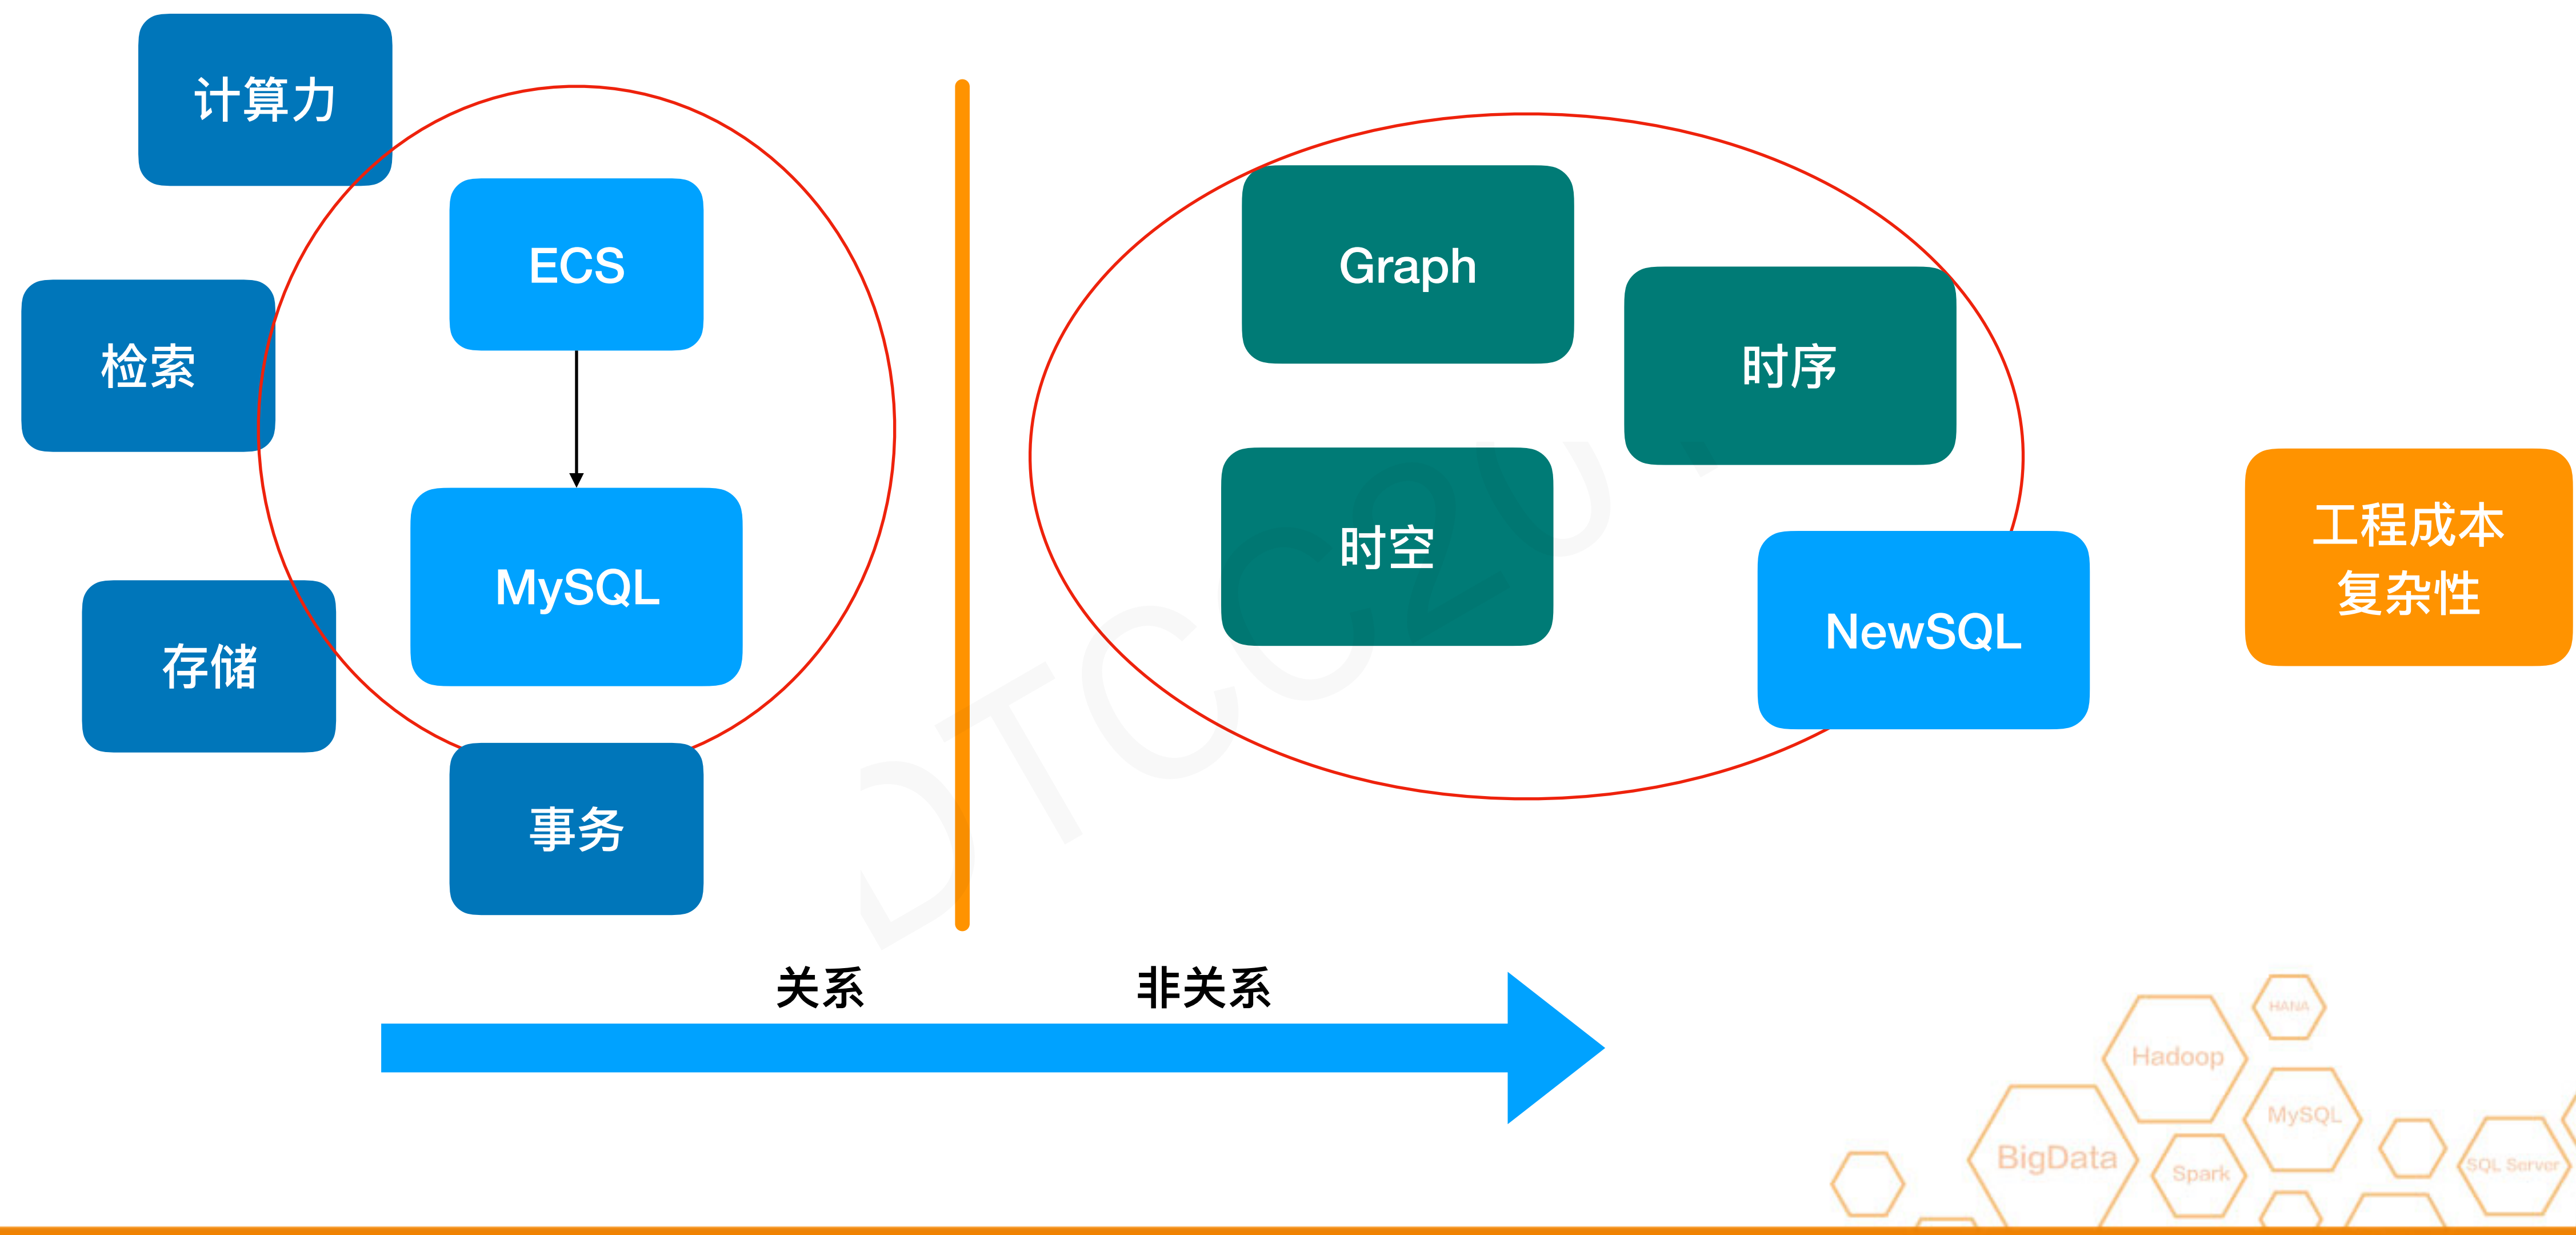 计算力
ECS
Graph
检索
时序
时空
MySQL
存储
NewSQL
工程成本
复杂性
事务
关系
非关系
HANA
Hadoop
MySQL
BigData
Spark
SQL Server